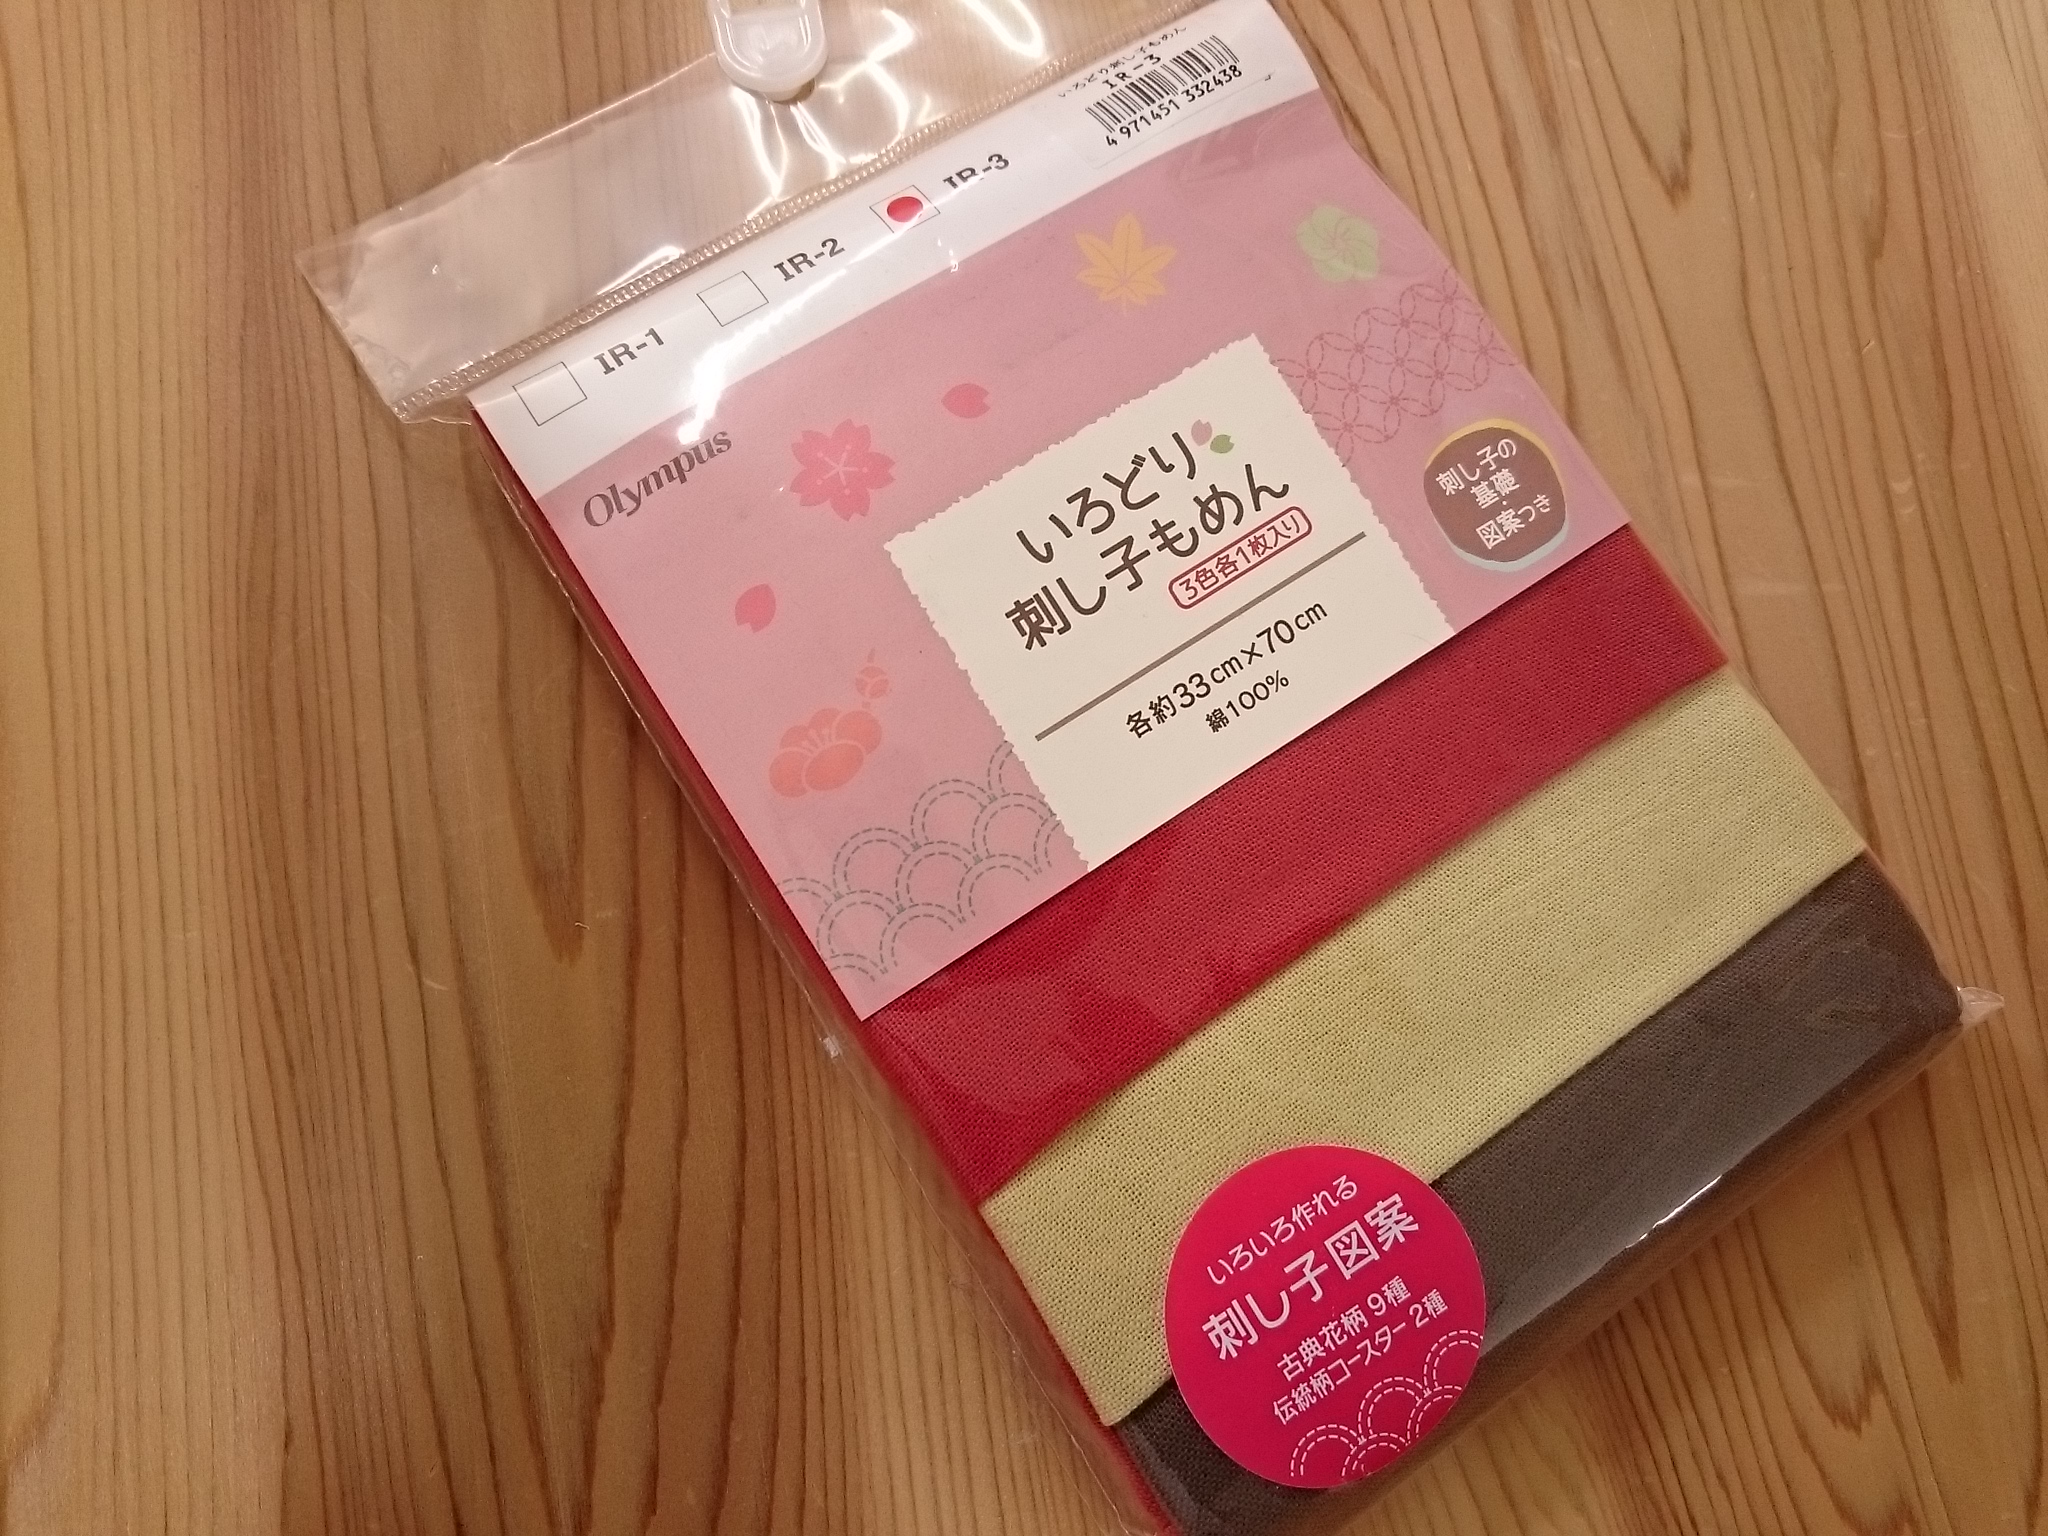 いろどり刺し子もめん
IR-3
4 971451 332438
IR-1
IR-2
IR-3
Olympus
いろどり
刺し子もめん
3色各1枚入り
各約33cm×70cm
綿100%
刺し子の
基礎・
図案つき
いろいろ作れる
刺し子図案
古典花柄 9種
伝統柄コースター 2種